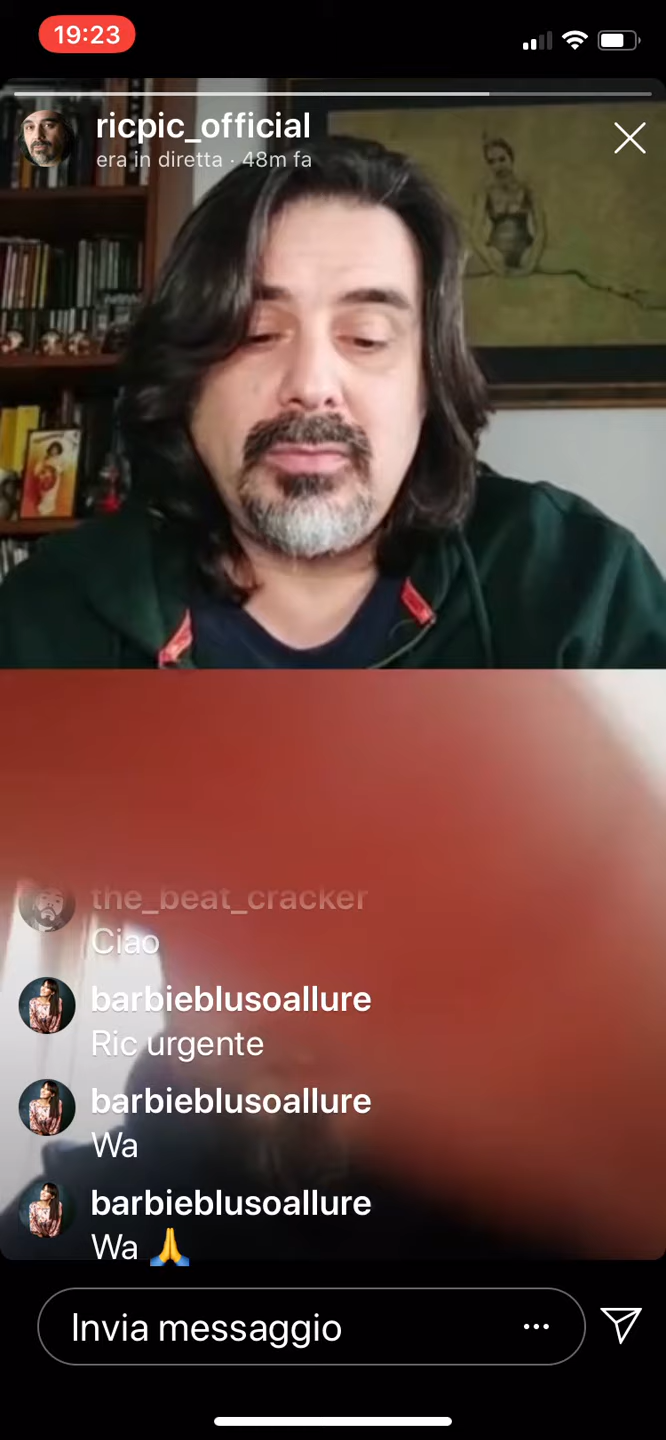 19:23
ricpic_official
era in diretta · 48m fa
the_beat_cracker
Ciao
barbieblusoallure
Ric urgente
barbieblusoallure
Wa
barbieblusoallure
Wa 🙏
Invia messaggio